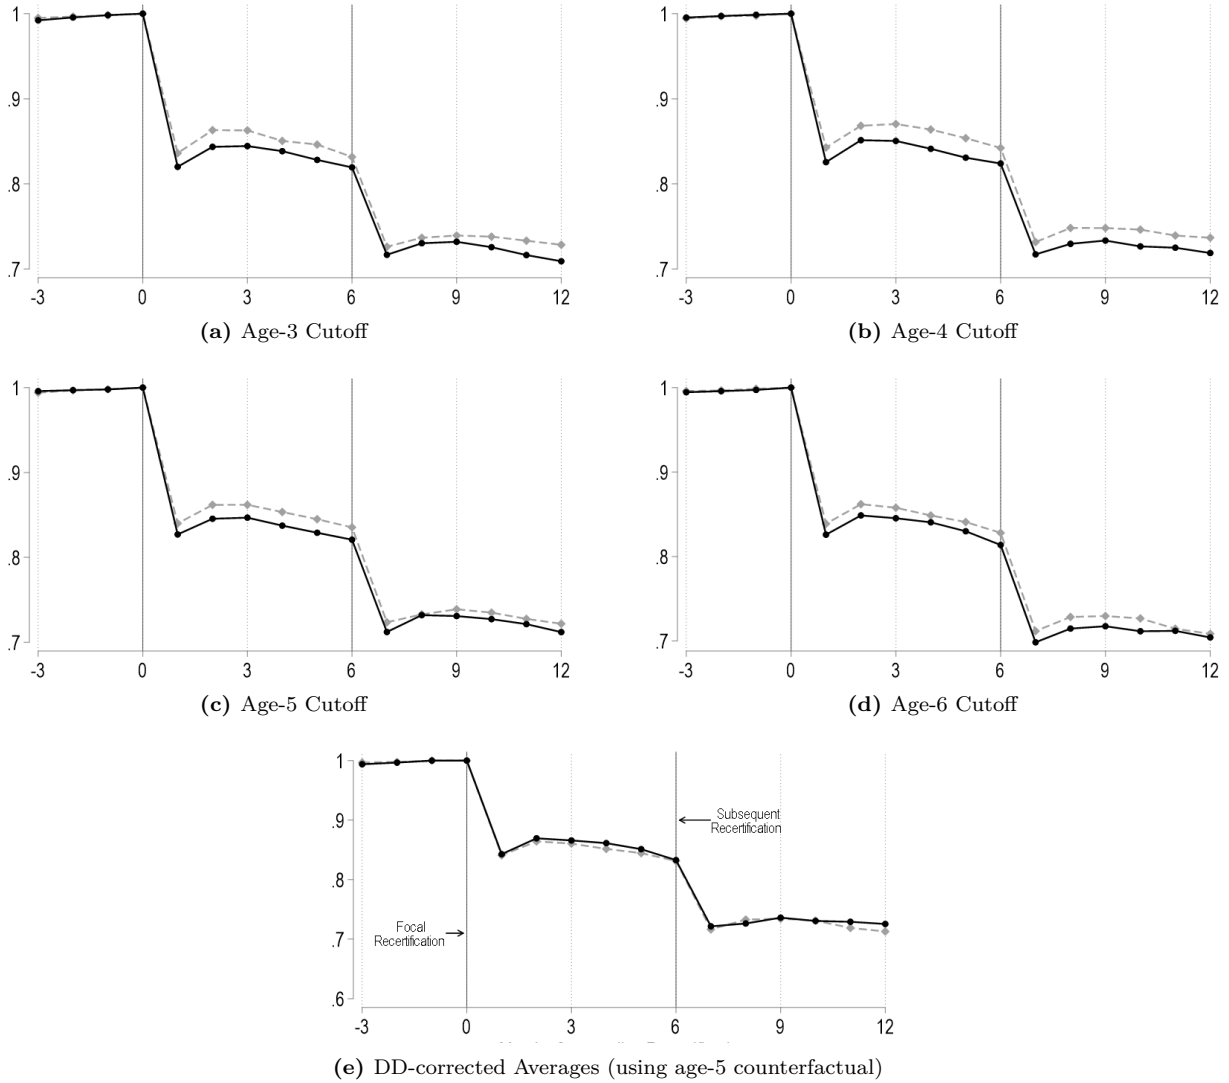 1
.9
.8
.7
-3 0 3 6 9 12
(a) Age-3 Cutoff
1
.9
.8
.7
-3 0 3 6 9 12
(b) Age-4 Cutoff
1
.9
.8
.7
-3 0 3 6 9 12
(c) Age-5 Cutoff
1
.9
.8
.7
-3 0 3 6 9 12
(d) Age-6 Cutoff
1
.9
.8
.7
.6
Subsequent
Recertification
Focal
Recertification
-3 0 3 6 9 12
(e) DD-corrected Averages (using age-5 counterfactual)